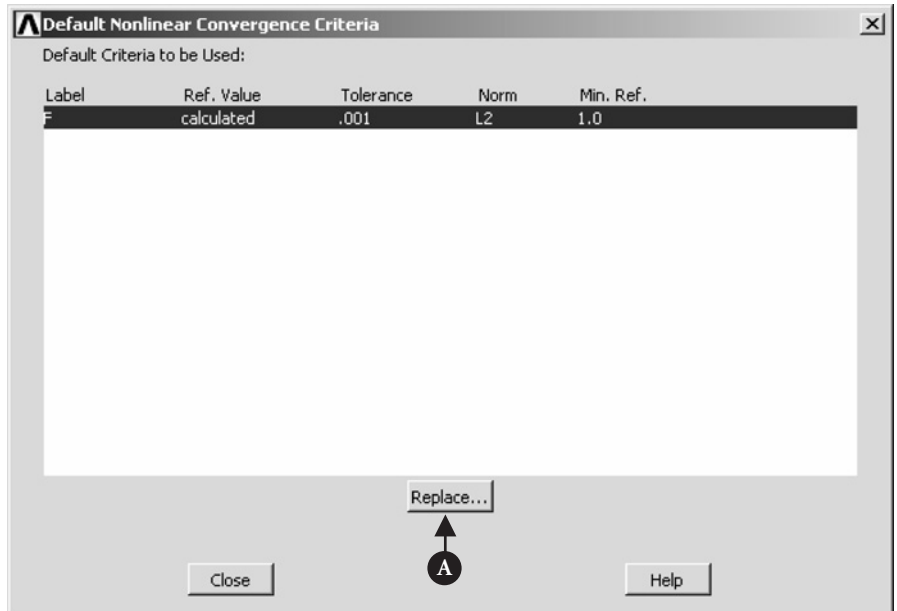 Default Nonlinear Convergence Criteria
Default Criteria to be Used:
Label Ref. Value Tolerance Norm Min. Ref.
F calculated .001 L2 1.0
Replace...
A
Close Help